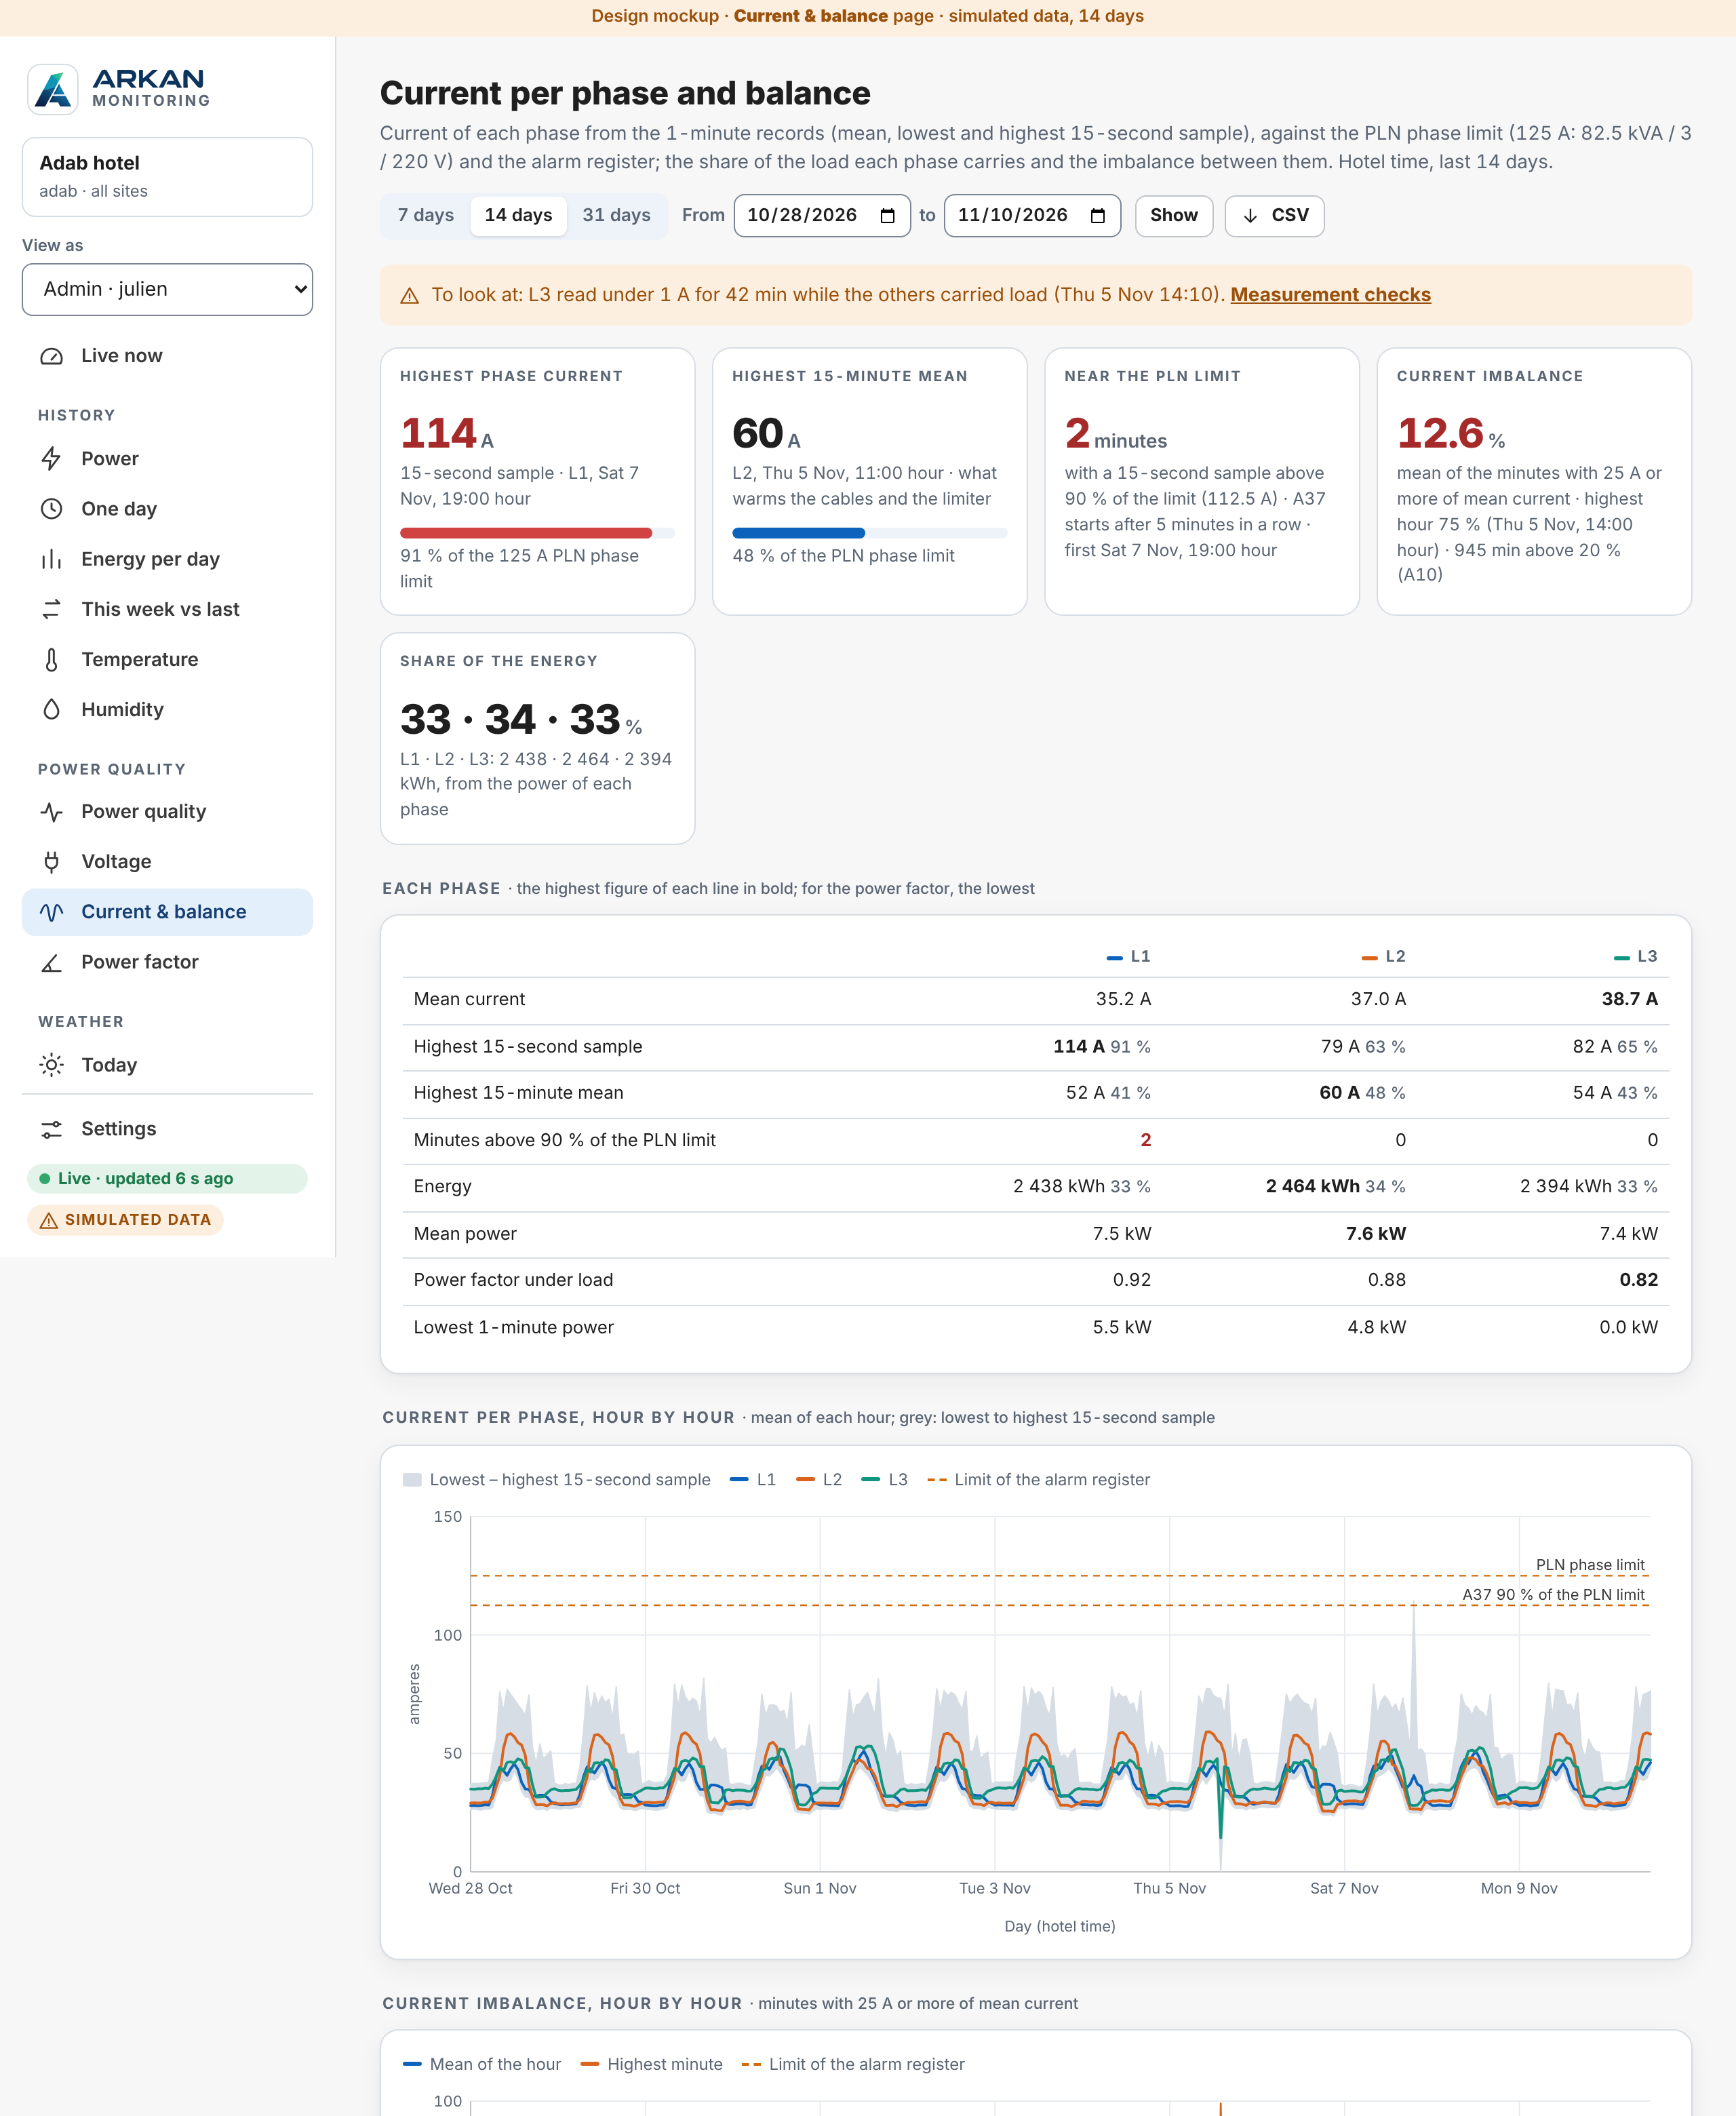 Design mockup · Current & balance page · simulated data, 14 days
ARKAN
MONITORING
Adab hotel
adab · all sites
View as
Admin · julien
Live now
HISTORY
Power
One day
Energy per day
This week vs last
Temperature
Humidity
POWER QUALITY
Power quality
Voltage
Current & balance
Power factor
WEATHER
Today
Settings
Live · updated 6 s ago
SIMULATED DATA
Current per phase and balance
Current of each phase from the 1-minute records (mean, lowest and highest 15-second sample), against the PLN phase limit (125 A: 82.5 kVA / 3
/ 220 V) and the alarm register; the share of the load each phase carries and the imbalance between them. Hotel time, last 14 days.
7 days 14 days 31 days From 10/28/2026 to 11/10/2026 Show CSV
To look at: L3 read under 1 A for 42 min while the others carried load (Thu 5 Nov 14:10). Measurement checks
HIGHEST PHASE CURRENT
114 A
15-second sample · L1, Sat 7
Nov, 19:00 hour
91 % of the 125 A PLN phase
limit
HIGHEST 15-MINUTE MEAN
60 A
L2, Thu 5 Nov, 11:00 hour · what
warms the cables and the limiter
48 % of the PLN phase limit
NEAR THE PLN LIMIT
2 minutes
with a 15-second sample above
90 % of the limit (112.5 A) · A37
starts after 5 minutes in a row ·
first Sat 7 Nov, 19:00 hour
CURRENT IMBALANCE
12.6 %
mean of the minutes with 25 A or
more of mean current · highest
hour 75 % (Thu 5 Nov, 14:00
hour) · 945 min above 20 %
(A10)
SHARE OF THE ENERGY
33 · 34 · 33 %
L1 · L2 · L3: 2 438 · 2 464 · 2 394
kWh, from the power of each
phase
EACH PHASE · the highest figure of each line in bold; for the power factor, the lowest
L1 L2 L3
Mean current 35.2 A 37.0 A 38.7 A
Highest 15-second sample 114 A 91 % 79 A 63 % 82 A 65 %
Highest 15-minute mean 52 A 41 % 60 A 48 % 54 A 43 %
Minutes above 90 % of the PLN limit 2 0 0
Energy 2 438 kWh 33 % 2 464 kWh 34 % 2 394 kWh 33 %
Mean power 7.5 kW 7.6 kW 7.4 kW
Power factor under load 0.92 0.88 0.82
Lowest 1-minute power 5.5 kW 4.8 kW 0.0 kW
CURRENT PER PHASE, HOUR BY HOUR · mean of each hour; grey: lowest to highest 15-second sample
Lowest – highest 15-second sample L1 L2 L3 Limit of the alarm register
150
PLN phase limit
A37 90 % of the PLN limit
100
amperes
50
0
Wed 28 Oct Fri 30 Oct Sun 1 Nov Tue 3 Nov Thu 5 Nov Sat 7 Nov Mon 9 Nov
Day (hotel time)
CURRENT IMBALANCE, HOUR BY HOUR · minutes with 25 A or more of mean current
Mean of the hour Highest minute Limit of the alarm register
100